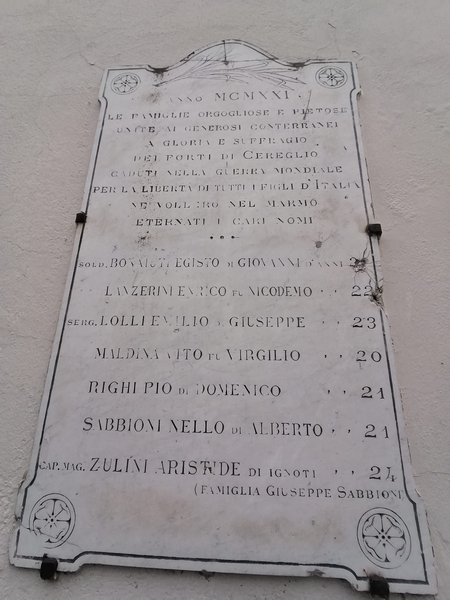 ANNO MCMXXI.
LE FAMIGLIE ORGOGLIOSE E PIETOSE
UNITE AI GENEROSI CONTERRANEI
A GLORIA E SUFFRAGIO
DEI FORTI DI CEREGLIO
CADUTI NELLA GUERRA MONDIALE
PER LA LIBERTÀ DI TUTTI I FIGLI D'ITALIA
NE VOLLERO NEL MARMO
ETERNATI I CARI NOMI
SOLD. BONAIUTI EGISTO DI GIOVANNI D'ANNI
LANZERINI ENRICO FU NICODEMO ,, 22
SERG. LOLLI EMILIO DI GIUSEPPE ,, 23
MALDINA VITO FU VIRGILIO ,, 20
RIGHI PIO DI DOMENICO ,, 21
SABBIONI NELLO DI ALBERTO ,, 21
CAP. MAG. ZULINI ARISTIDE DI IGNOTI ,, 24
(FAMIGLIA GIUSEPPE SABBIONI